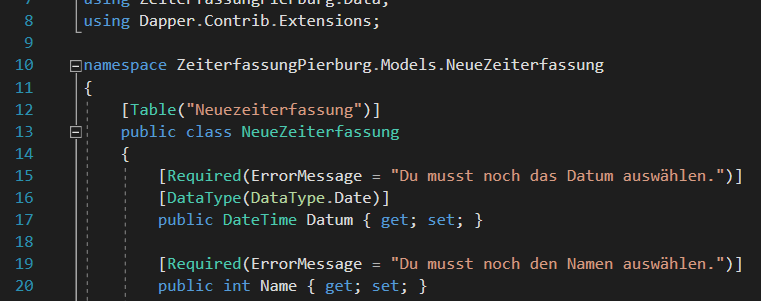 7 using ZeiterfassungPierburg.Data;
8 using Dapper.Contrib.Extensions;
9
10 namespace ZeiterfassungPierburg.Models.NeueZeiterfassung
11 {
12 [Table("Neuezeiterfassung")]
13 public class NeueZeiterfassung
14 {
15 [Required(ErrorMessage = "Du musst noch das Datum auswählen.")]
16 [DataType(DataType.Date)]
17 public DateTime Datum { get; set; }
18
19 [Required(ErrorMessage = "Du musst noch den Namen auswählen.")]
20 public int Name { get; set; }